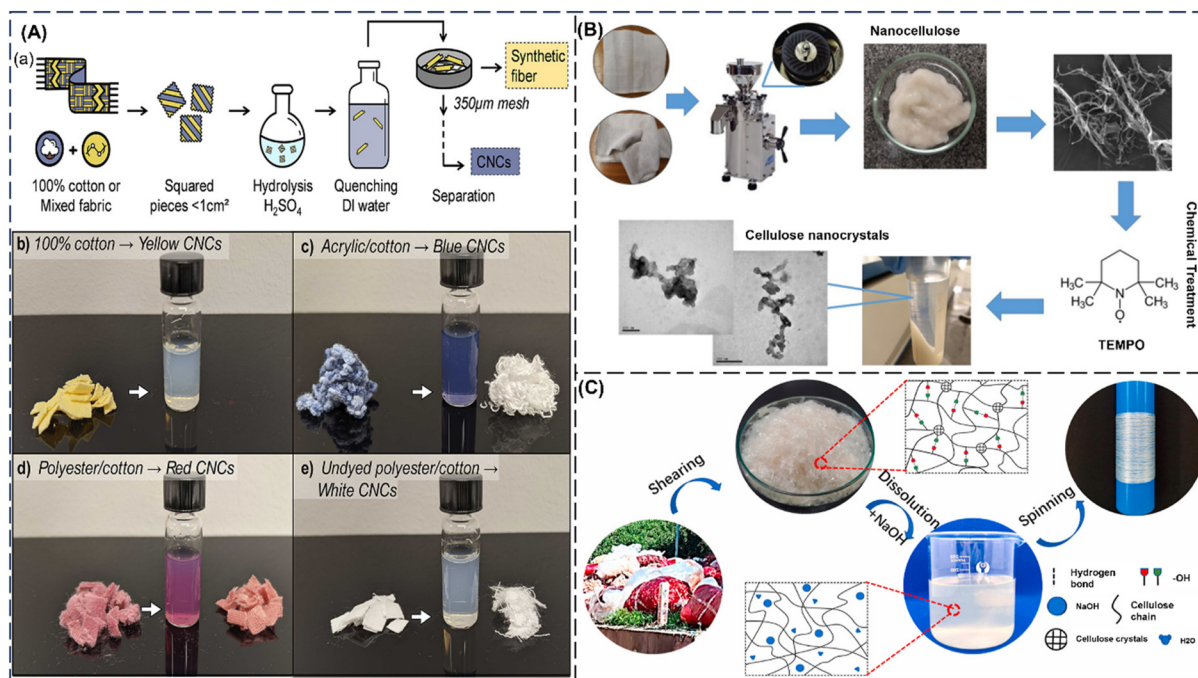 (A)
(a)
100% cotton or
Mixed fabric
Squared
pieces <1cm²
Hydrolysis
H₂SO₄
Quenching
DI water
350µm mesh
Separation
Synthetic
fiber
CNCs
b) 100% cotton → Yellow CNCs
c) Acrylic/cotton → Blue CNCs
d) Polyester/cotton → Red CNCs
e) Undyed polyester/cotton →
White CNCs
(B)
Nanocellulose
Chemical Treatment
H₃C
CH₃
H₃C
N
CH₃
O
TEMPO
Cellulose nanocrystals
(C)
Shearing
Dissolution
+NaOH
Spinning
Hydrogen
bond
-OH
NaOH
Cellulose
chain
Cellulose crystals
H2O